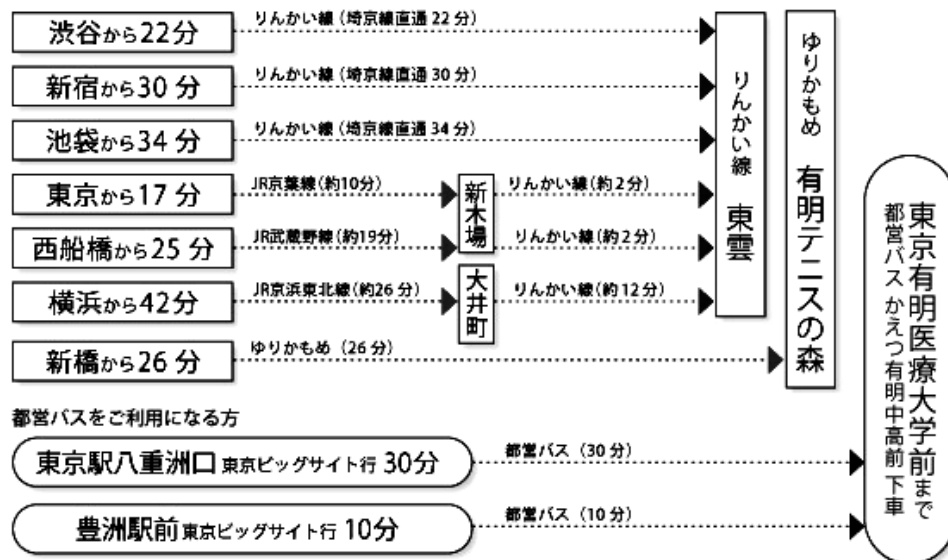 渋谷から22分
りんかい線（埼京線直通 22 分）
新宿から30 分
りんかい線（埼京線直通 30 分）
池袋から34 分
りんかい線（埼京線直通 34 分）
東京から17 分
JR京葉線(約10分)
新木場
りんかい線(約2分)
西船橋から25 分
JR武蔵野線(約19分)
りんかい線(約2分)
横浜から42分
JR京浜東北線(約26 分)
大井町
りんかい線(約12分)
新橋から26 分
ゆりかもめ（26 分）
りんかい線 東雲
ゆりかもめ 有明テニスの森
都営バスをご利用になる方
東京駅八重洲口 東京ビッグサイト行 30分
都営バス（30 分）
豊洲駅前 東京ビッグサイト行 10分
都営バス（10 分）
東京有明医療大学前まで
都営バス かえつ有明中高前 下車